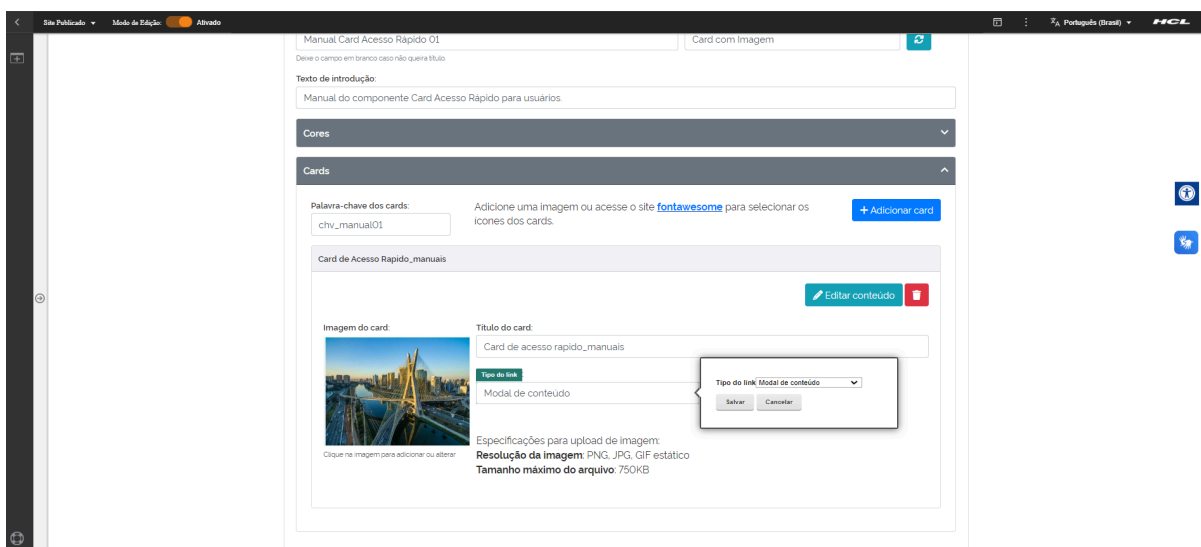 Site Publicado
Modo de Edição:
Ativado
Português (Brasil)
HCL
Manual Card Acesso Rápido 01
Card com Imagem
Deixe o campo em branco caso não queira título.
Texto de introdução:
Manual do componente Card Acesso Rápido para usuários.
Cores
Cards
Palavra-chave dos cards:
chv_manual01
Adicione uma imagem ou acesse o site fontawesome para selecionar os
ícones dos cards.
+ Adicionar card
Card de Acesso Rapido_manuais
Editar conteúdo
Imagem do card:
Título do card:
Card de acesso rapido_manuais
Tipo do link
Modal de conteúdo
Tipo do link Modal de conteúdo
Salvar
Cancelar
Clique na imagem para adicionar ou alterar
Especificações para upload de imagem:
Resolução da imagem: PNG, JPG, GIF estático
Tamanho máximo do arquivo: 750KB